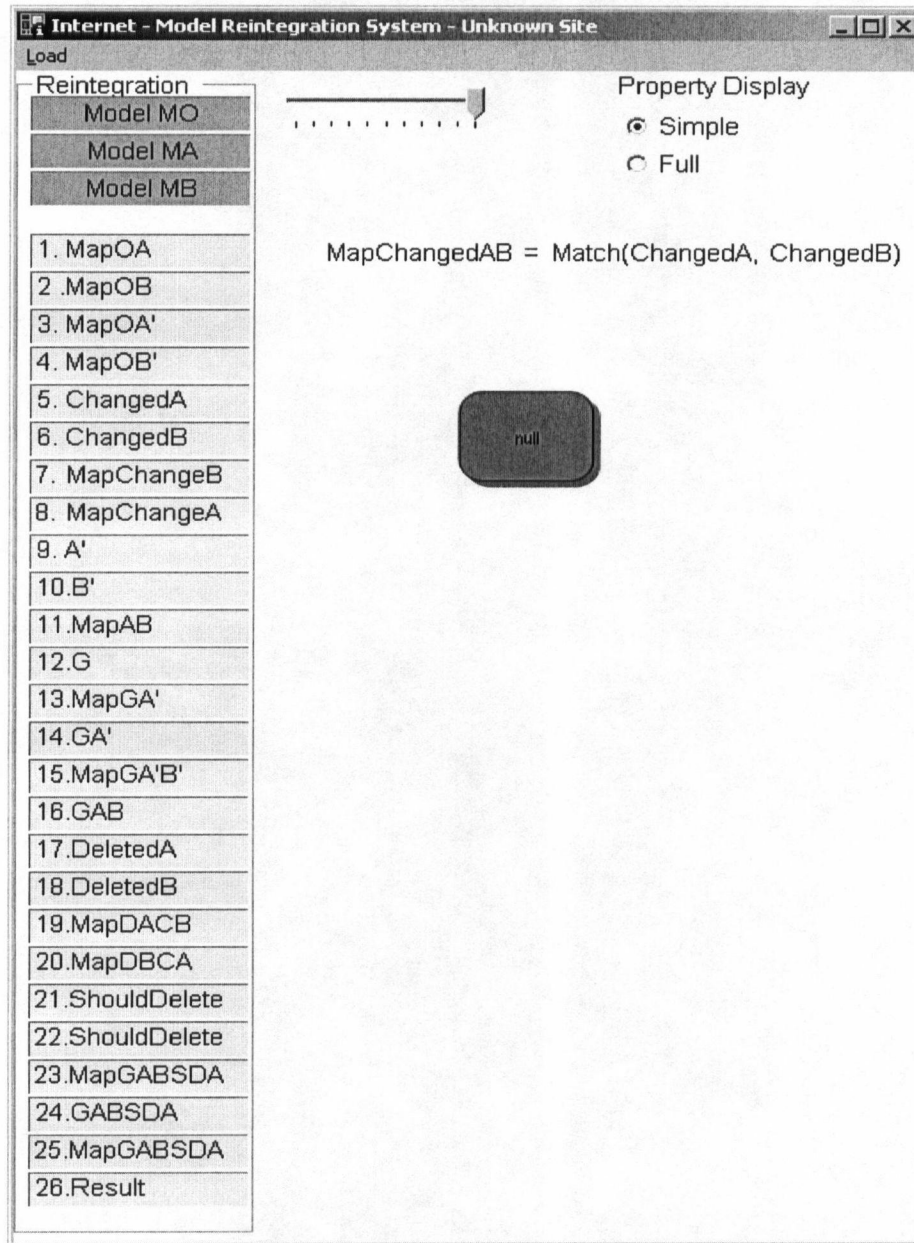 Internet - Model Reintegration System - Unknown Site
Load
Reintegration
Model MO
Model MA
Model MB
Property Display
Simple
Full
MapChangedAB = Match(ChangedA, ChangedB)
null
1. MapOA
2 .MapOB
3. MapOA'
4. MapOB'
5. ChangedA
6. ChangedB
7. MapChangeB
8. MapChangeA
9. A'
10.B'
11.MapAB
12.G
13.MapGA'
14.GA'
15.MapGA'B'
16.GAB
17.DeletedA
18.DeletedB
19.MapDACB
20.MapDBCA
21.ShouldDelete
22.ShouldDelete
23.MapGABSDA
24.GABSDA
25.MapGABSDA
26.Result